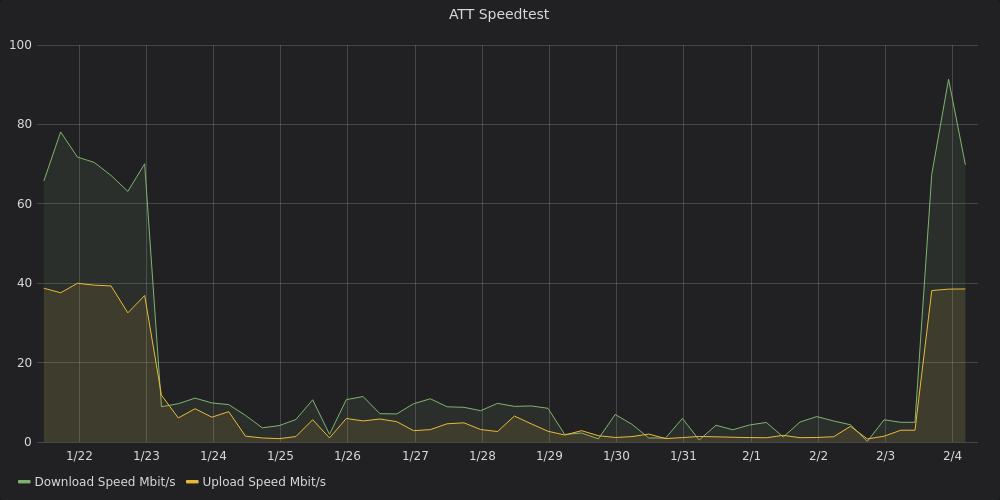 ATT Speedtest
100
80
60
40
20
0
1/22 1/23 1/24 1/25 1/26 1/27 1/28 1/29 1/30 1/31 2/1 2/2 2/3 2/4
Download Speed Mbit/s Upload Speed Mbit/s